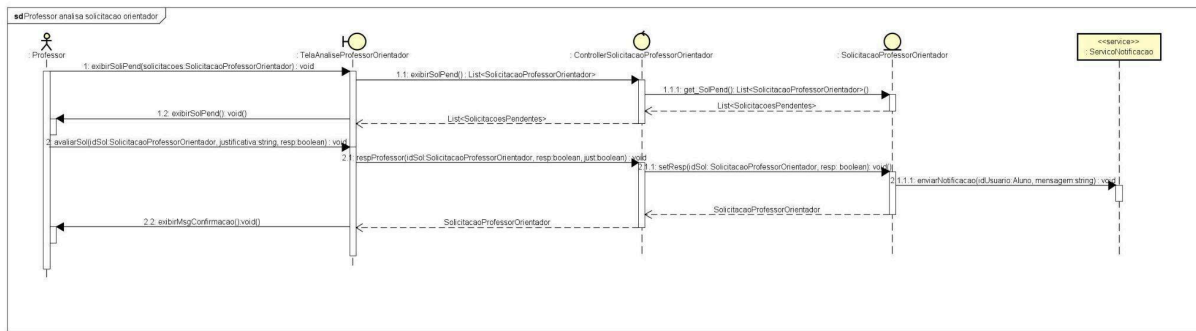 sd Professor analisa solicitacao orientador
: Professor
: TelaAnaliseProfessorOrientador
: ControllerSolicitacaoProfessorOrientador
: SolicitacaoProfessorOrientador
<<service>>
: ServicoNotificacao
1: exibirSoliPend(solicitacoes:SolicitacaoProfessorOrientador) : void
1.1: exibirSolPend() : List<SolicitacaoProfessorOrientador>
1.1.1: get_SolPend(): List<SolicitacaoProfessorOrientador>()
List<SolicitacoesPendentes>
1.2: exibirSolPend(): void()
List<SolicitacoesPendentes>
2: avaliarSol(idSol:SolicitacaoProfessorOrientador, justificativa:string, resp:boolean) : void
2.1: respProfessor(idSol:SolicitacaoProfessorOrientador, resp:boolean, just:boolean) : void
2.1.1: setResp(idSol: SolicitacaoProfessorOrientador, resp: boolean): void()
2.1.1.1: enviarNotificacao(idUsuario:Aluno, mensagem:string) : void
SolicitacaoProfessorOrientador
2.2: exibirMsgConfirmacao():void()
SolicitacaoProfessorOrientador